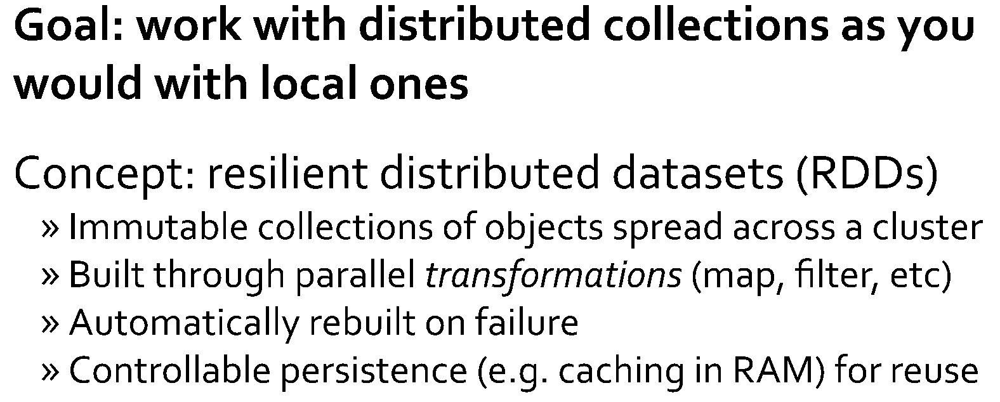 Goal: work with distributed collections as you
would with local ones
Concept: resilient distributed datasets (RDDs)
» Immutable collections of objects spread across a cluster
» Built through parallel transformations (map, filter, etc)
» Automatically rebuilt on failure
» Controllable persistence (e.g. caching in RAM) for reuse